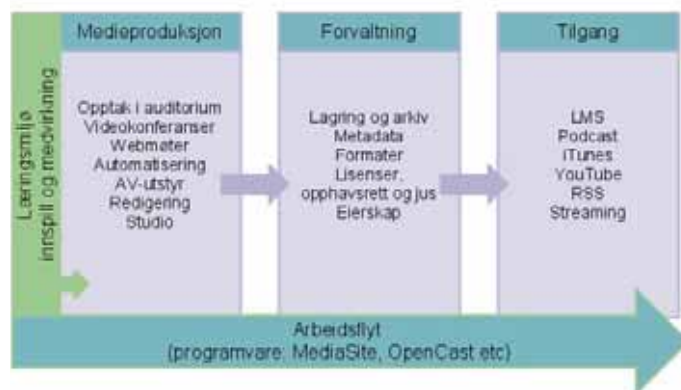 Læringsmiljø
innspill og medvirkning
Medieproduksjon
Opptak i auditorium
Videokonferanser
Webmøter
Automatisering
AV-utstyr
Redigering
Studio
Forvaltning
Lagring og arkiv
Metadata
Formater
Lisenser,
opphavsrett og jus
Eierskap
Tilgang
LMS
Podcast
iTunes
YouTube
RSS
Streaming
Arbeidsflyt
(programvare: MediaSite, OpenCast etc)